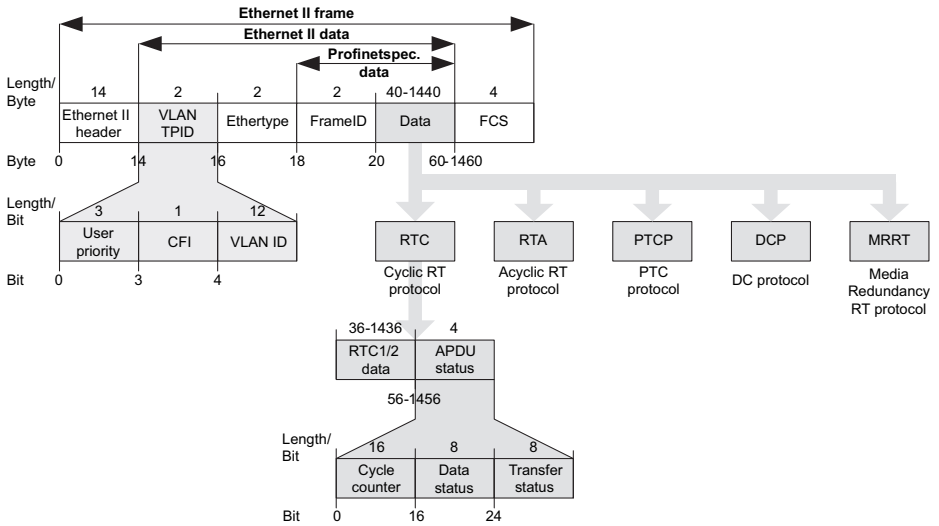 Ethernet II frame
Ethernet II data
Profinetspec.
data
Length/
Byte
14
2
2
2
40-1440
4
Ethernet II
header
VLAN
TPID
Ethertype
FrameID
Data
FCS
Byte
0
14
16
18
20
60-1460
Length/
Bit
3
1
12
User
priority
CFI
VLAN ID
Bit
0
3
4
RTC
RTA
PTCP
DCP
MRRT
Cyclic RT
protocol
Acyclic RT
protocol
PTC
protocol
DC protocol
Media
Redundancy
RT protocol
36-1436
4
RTC1/2
data
APDU
status
56-1456
Length/
Bit
16
8
8
Cycle
counter
Data
status
Transfer
status
Bit
0
16
24